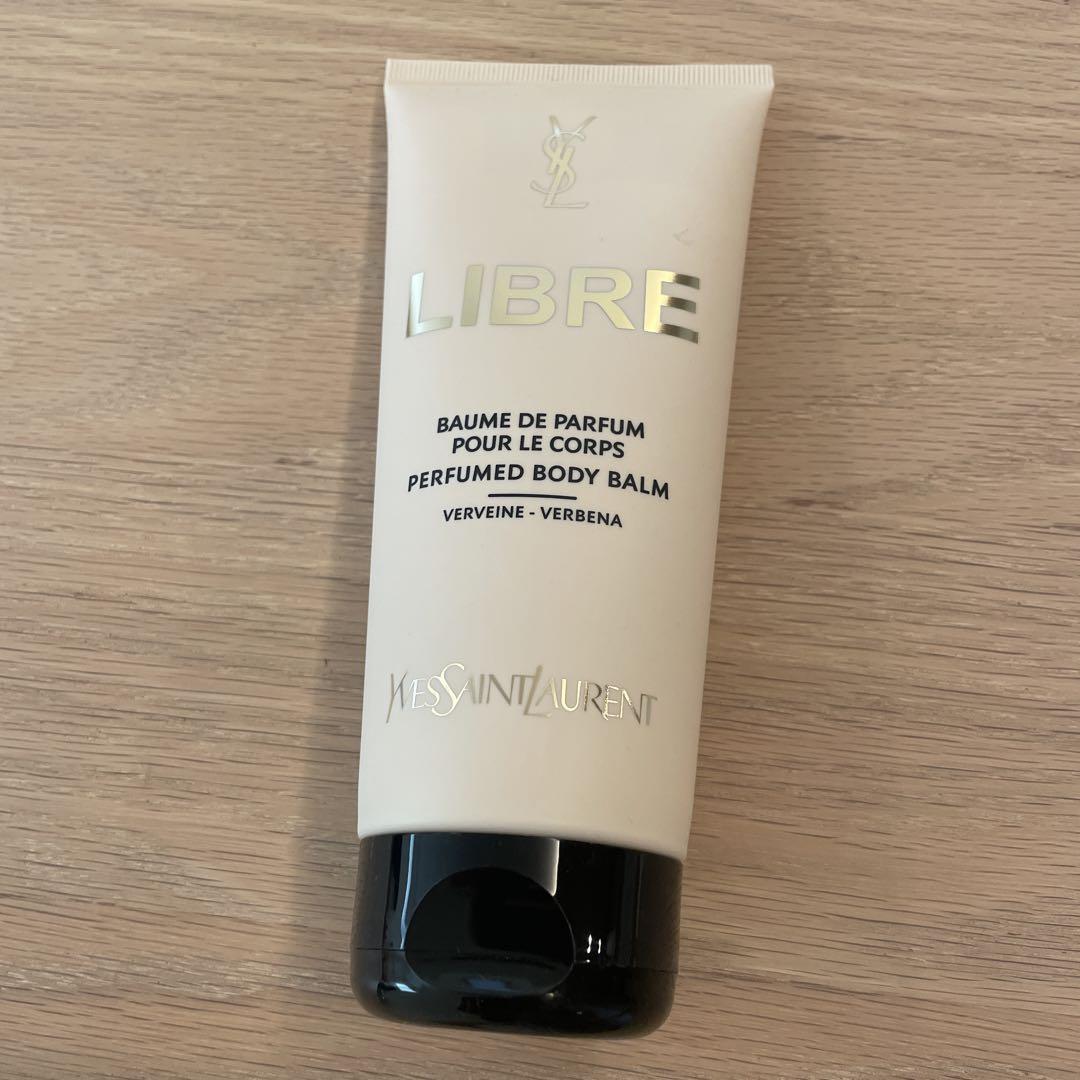 YSL
LIBRE
BAUME DE PARFUM
POUR LE CORPS
PERFUMED BODY BALM
VERVEINE - VERBENA
YVESSAINTLAURENT